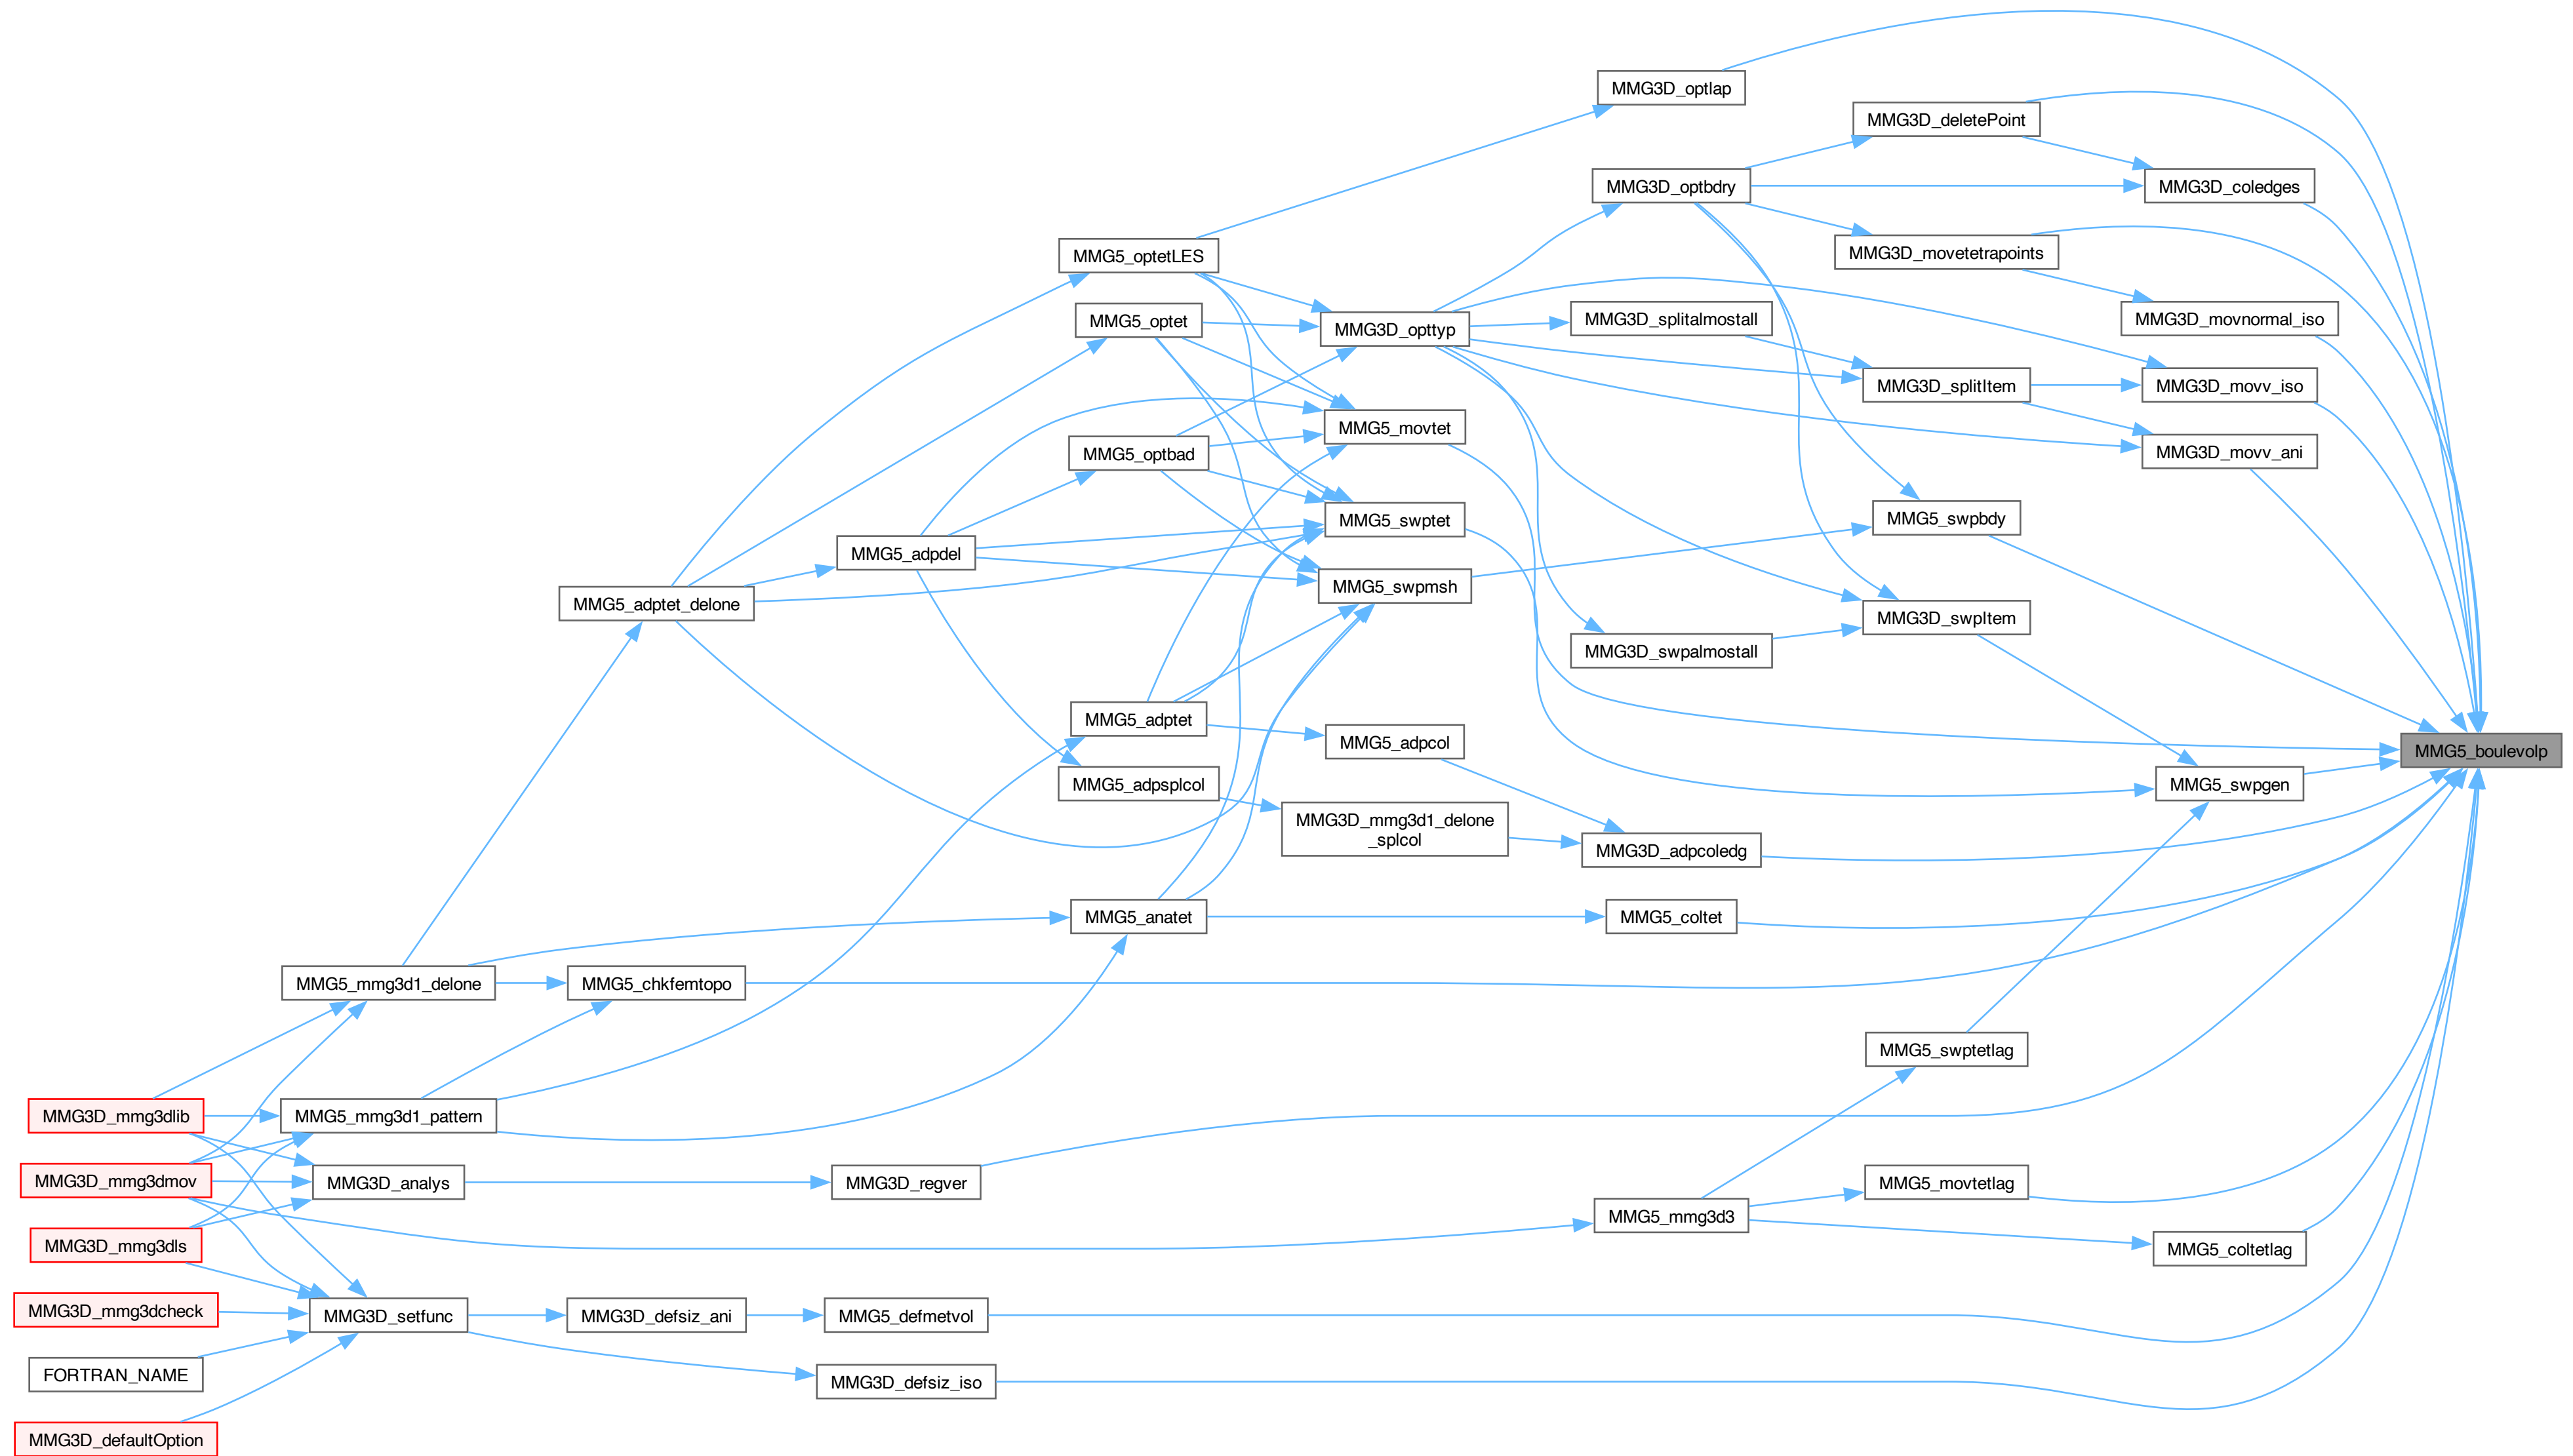 MMG3D_optlap
MMG3D_deletePoint
MMG3D_optbdry
MMG3D_coledges
MMG5_optetLES
MMG3D_movetetrapoints
MMG5_optet
MMG3D_opttyp
MMG3D_splitalmostall
MMG3D_movnormal_iso
MMG3D_splitItem
MMG3D_movv_iso
MMG5_movtet
MMG5_optbad
MMG3D_movv_ani
MMG5_swptet
MMG5_swpbdy
MMG5_adpdel
MMG5_swpmsh
MMG5_adptet_delone
MMG3D_swpItem
MMG3D_swpalmostall
MMG5_adptet
MMG5_adpcol
MMG5_boulevolp
MMG5_adpsplcol
MMG5_swpgen
MMG3D_mmg3d1_delone
_splcol
MMG3D_adpcoledg
MMG5_anatet
MMG5_coltet
MMG5_mmg3d1_delone
MMG5_chkfemtopo
MMG5_swptetlag
MMG3D_mmg3dlib
MMG5_mmg3d1_pattern
MMG3D_mmg3dmov
MMG3D_analys
MMG3D_regver
MMG5_movtetlag
MMG5_mmg3d3
MMG3D_mmg3dls
MMG5_coltetlag
MMG3D_mmg3dcheck
MMG3D_setfunc
MMG3D_defsiz_ani
MMG5_defmetvol
FORTRAN_NAME
MMG3D_defsiz_iso
MMG3D_defaultOption